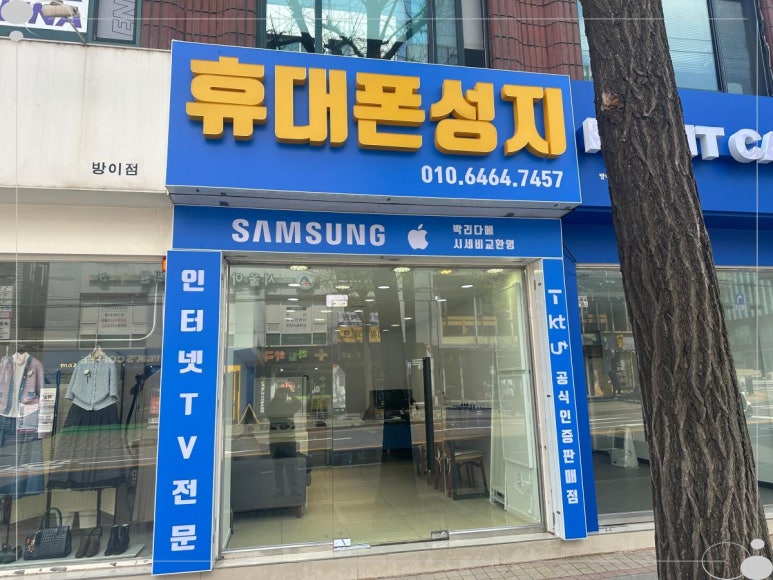 방이점
휴대폰성지
010.6464.7457
SAMSUNG
박리다매
시세비교환영
인터넷TV전문
공식인증판매점